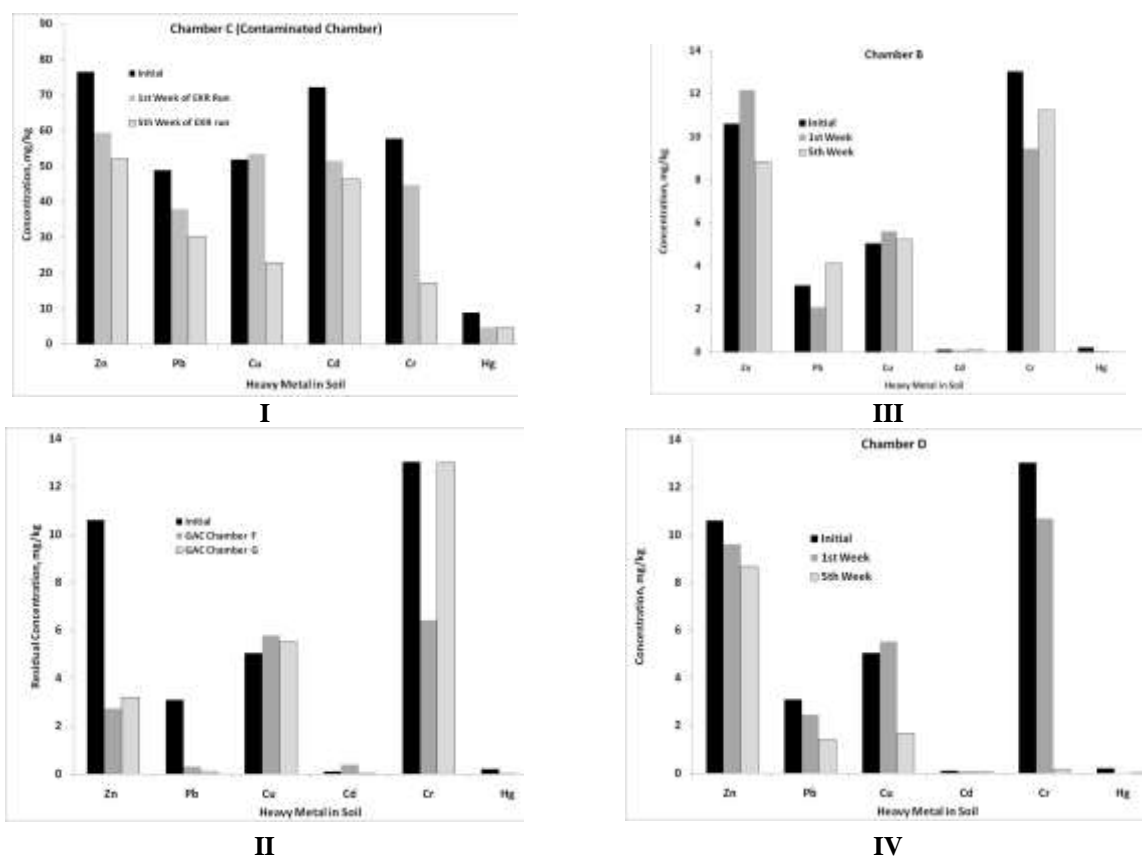 Chamber C (Contaminated Chamber)
Initial
1st Week of EKR Run
5th Week of EKR run
Concentration, mg/kg
90
80
70
60
50
40
30
20
10
0
Zn Pb Cu Cd Cr Hg
Heavy Metal in Soil
I
Chamber B
Initial
1st Week
5th Week
Concentration, mg/kg
14
12
10
8
6
4
2
0
Zn Pb Cu Cd Cr Hg
Heavy Metal in Soil
III
Initial
GAC Chamber-F
GAC Chamber-G
Residual Concentration, mg/kg
14
12
10
8
6
4
2
0
Zn Pb Cu Cd Cr Hg
Heavy Metal in Soil
II
Chamber D
Initial
1st Week
5th Week
Concentration, mg/kg
14
12
10
8
6
4
2
0
Zn Pb Cu Cd Cr Hg
Heavy Metal in Soil
IV